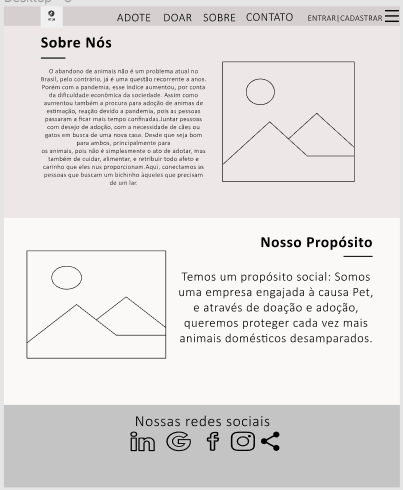 Desktop - 3
ADOTE DOAR SOBRE CONTATO ENTRAR|CADASTRAR
Sobre Nós
O abandono de animais não é um problema atual no
Brasil, pelo contrário, já é uma questão recorrente a anos.
Porém com a pandemia, esse índice aumentou, por conta
da dificuldade econômica da sociedade. Assim como
aumentou também a procura para adoção de animas de
estimação, reação devido a pandemia, pois as pessoas
passaram a ficar mais tempo confinadas.Juntar pessoas
com desejo de adoção, com a necessidade de cães ou
gatos em busca de uma nova casa. Desde que seja bom
para ambos, principalmente para
os animais, pois não é simplesmente o ato de adotar, mas
também de cuidar, alimentar, e retribuir todo afeto e
carinho que eles nos proporcionam.Aqui, conectamos as
pessoas que buscam um bichinho àqueles que precisam
de um lar.
Nosso Propósito
Temos um propósito social: Somos
uma empresa engajada à causa Pet,
e através de doação e adoção,
queremos proteger cada vez mais
animais domésticos desamparados.
Nossas redes sociais